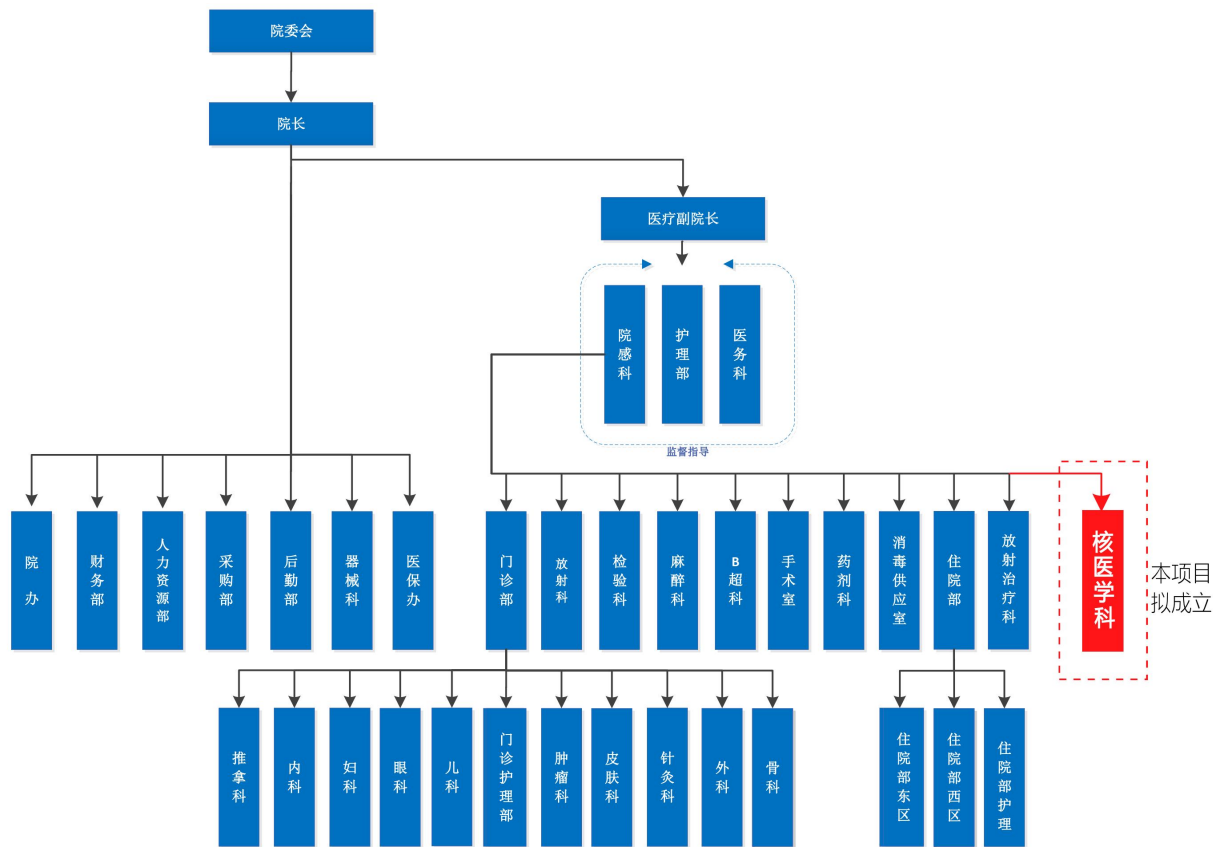 院委会
院长
医疗副院长
院感科
护理部
医务科
监督指导
院办
财务部
人力资源部
采购部
后勤部
器械科
医保办
门诊部
放射科
检验科
麻醉科
B超科
手术室
药剂科
消毒供应室
住院部
放射治疗科
核医学科
本项目
拟成立
推拿科
内科
妇科
眼科
儿科
门诊护理部
肿瘤科
皮肤科
针灸科
外科
骨科
住院部东区
住院部西区
住院部护理